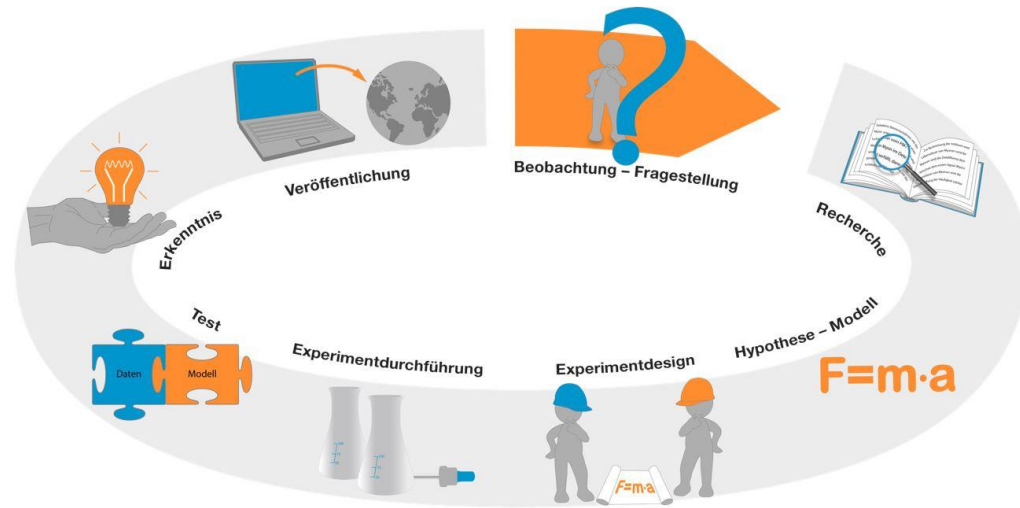 Beobachtung – Fragestellung
Recherche
Hypothese – Modell
F=m·a
Experimentdesign
F=m·a
Experimentdurchführung
Test
Daten
Modell
Erkenntnis
Veröffentlichung